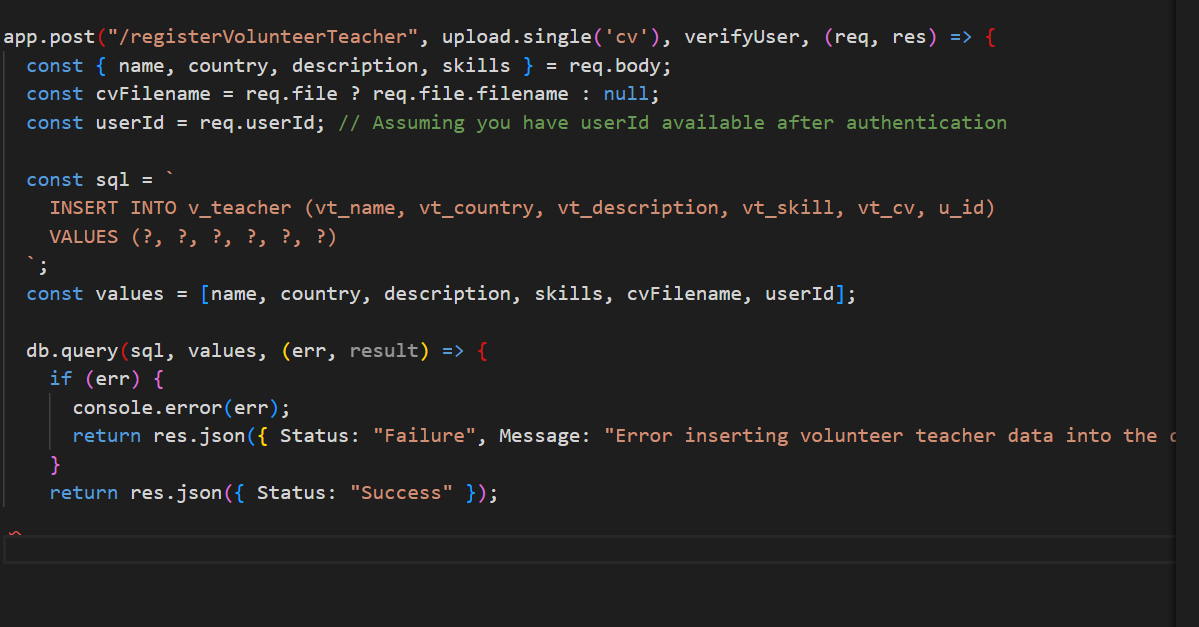 app.post("/registerVolunteerTeacher", upload.single('cv'), verifyUser, (req, res) => {
  const { name, country, description, skills } = req.body;
  const cvFilename = req.file ? req.file.filename : null;
  const userId = req.userId; // Assuming you have userId available after authentication
  const sql = `
    INSERT INTO v_teacher (vt_name, vt_country, vt_description, vt_skill, vt_cv, u_id)
    VALUES (?, ?, ?, ?, ?, ?)
  `;
  const values = [name, country, description, skills, cvFilename, userId];
  db.query(sql, values, (err, result) => {
    if (err) {
      console.error(err);
      return res.json({ Status: "Failure", Message: "Error inserting volunteer teacher data into the
    }
    return res.json({ Status: "Success" });